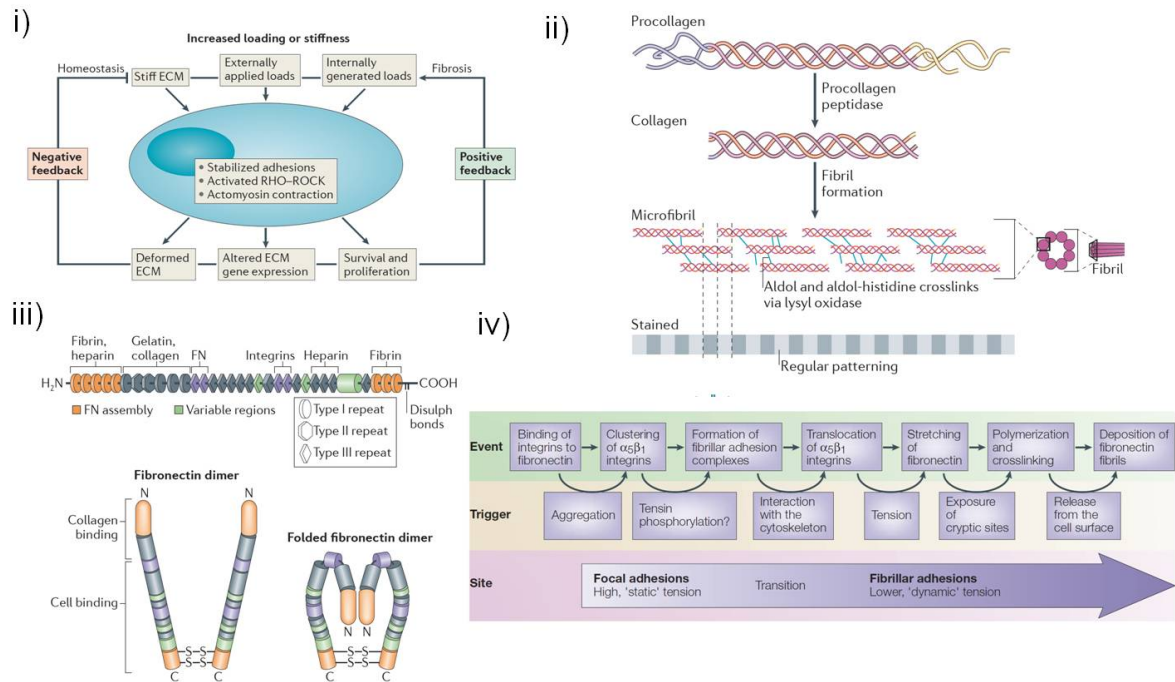 i)
Increased loading or stiffness
Homeostasis
Stiff ECM
Externally
applied loads
Internally
generated loads
Fibrosis
Negative
feedback
• Stabilized adhesions
• Activated RHO–ROCK
• Actomyosin contraction
Positive
feedback
Deformed
ECM
Altered ECM
gene expression
Survival and
proliferation
ii)
Procollagen
Procollagen
peptidase
Collagen
Fibril
formation
Microfibril
Fibril
Aldol and aldol-histidine crosslinks
via lysyl oxidase
Stained
Regular patterning
iii)
Fibrin,
heparin
Gelatin,
collagen
FN
Integrins
Heparin
Fibrin
H₂N
COOH
FN assembly
Variable regions
Type I repeat
Type II repeat
Type III repeat
Disulph
bonds
Fibronectin dimer
N
N
Collagen
binding
Cell binding
S–S
S–S
C
C
Folded fibronectin dimer
N
N
S–S
S–S
C
C
iv)
Event
Binding of
integrins to
fibronectin
Clustering
of α5β1
integrins
Formation of
fibrillar adhesion
complexes
Translocation
of α5β1
integrins
Stretching
of
fibronectin
Polymerization
and
crosslinking
Deposition of
fibronectin
fibrils
Trigger
Aggregation
Tensin
phosphorylation?
Interaction
with the
cytoskeleton
Tension
Exposure
of
cryptic sites
Release
from the
cell surface
Site
Focal adhesions
High, 'static' tension
Transition
Fibrillar adhesions
Lower, 'dynamic' tension